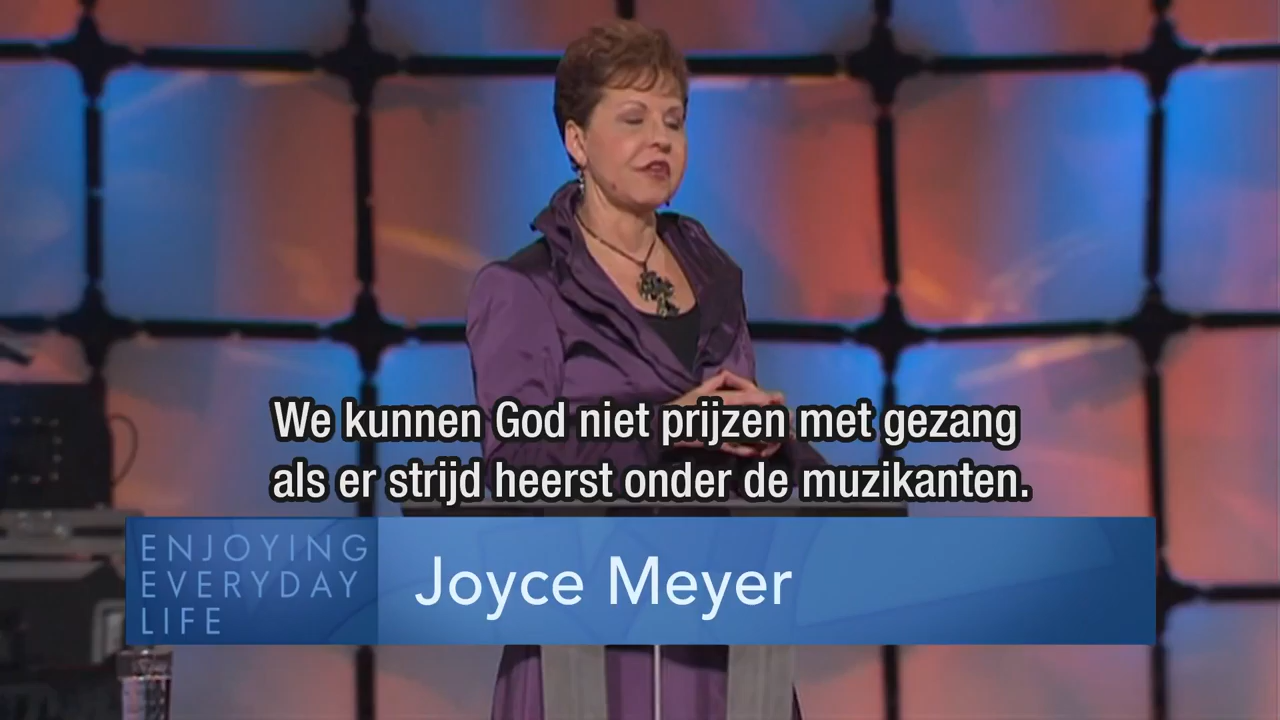 We kunnen God niet prijzen met gezang
als er strijd heerst onder de muzikanten.
ENJOYING
EVERYDAY
LIFE
Joyce Meyer